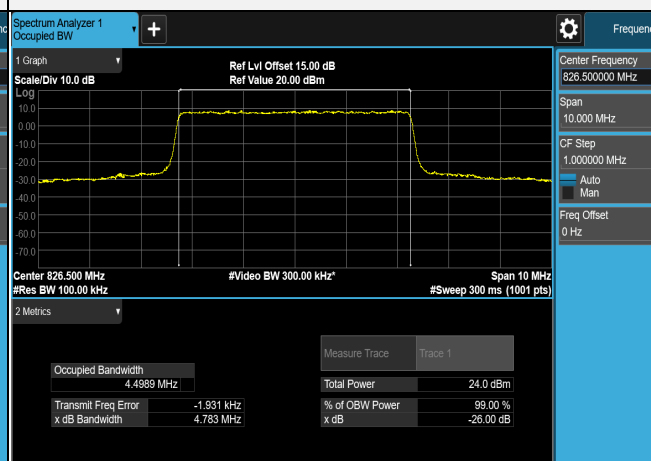 Spectrum Analyzer 1
Occupied BW
Frequen
1 Graph
Scale/Div 10.0 dB
Ref Lvl Offset 15.00 dB
Ref Value 20.00 dBm
Log
10.0
0.00
-10.0
-20.0
-30.0
-40.0
-50.0
-60.0
-70.0
Center 826.500 MHz
#Video BW 300.00 kHz*
Span 10 MHz
#Res BW 100.00 kHz
#Sweep 300 ms (1001 pts)
Center Frequency
826.500000 MHz
Span
10.000 MHz
CF Step
1.000000 MHz
Auto
Man
Freq Offset
0 Hz
2 Metrics
Measure Trace Trace 1
Occupied Bandwidth
4.4989 MHz
Total Power 24.0 dBm
Transmit Freq Error -1.931 kHz
% of OBW Power 99.00 %
x dB Bandwidth 4.783 MHz
x dB -26.00 dB